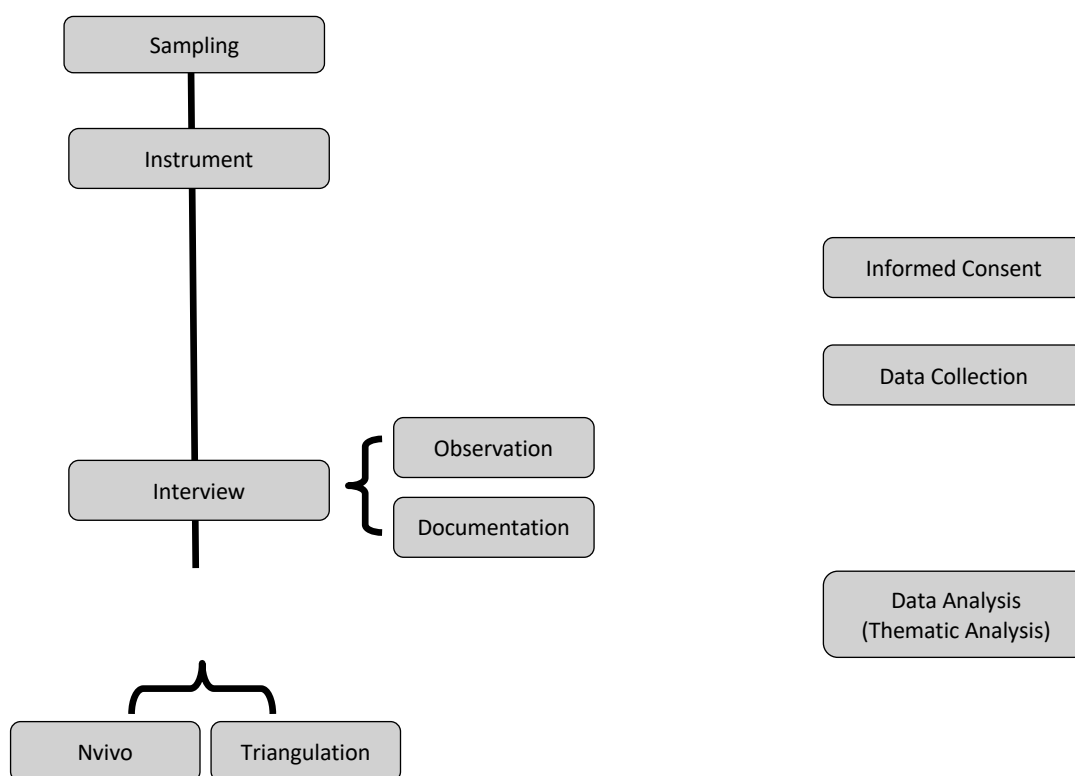 Sampling
Instrument
Informed Consent
Data Collection
Observation
Interview
Documentation
Data Analysis
(Thematic Analysis)
Nvivo
Triangulation